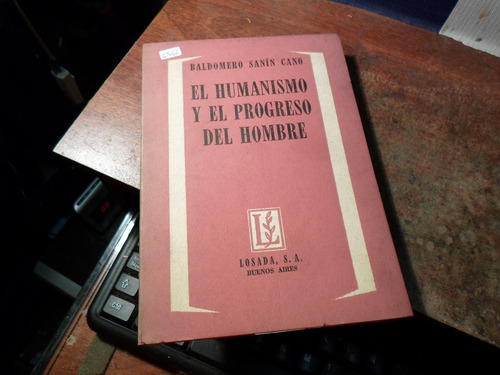 BALDOMERO SANÍN CANO
EL HUMANISMO
Y EL PROGRESO
DEL HOMBRE
L
LOSADA, S. A.
BUENOS AIRES